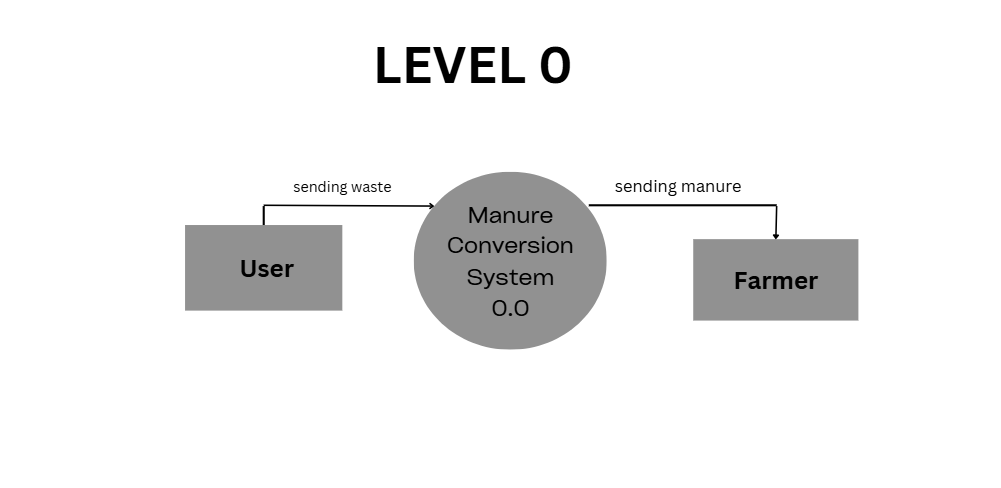 LEVEL 0
sending waste
sending manure
Manure
Conversion
System
0.0
User
Farmer